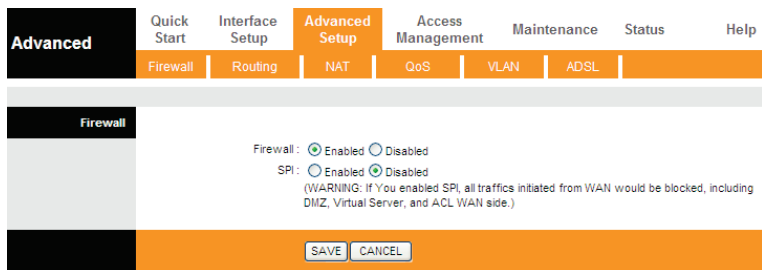 Advanced
Quick Start
Interface Setup
Advanced Setup
Access Management
Maintenance
Status
Help
Firewall
Routing
NAT
QoS
VLAN
ADSL
Firewall
Firewall : Enabled Disabled
SPI : Enabled Disabled
(WARNING: If You enabled SPI, all traffics initiated from WAN would be blocked, including
DMZ, Virtual Server, and ACL WAN side.)
SAVE CANCEL